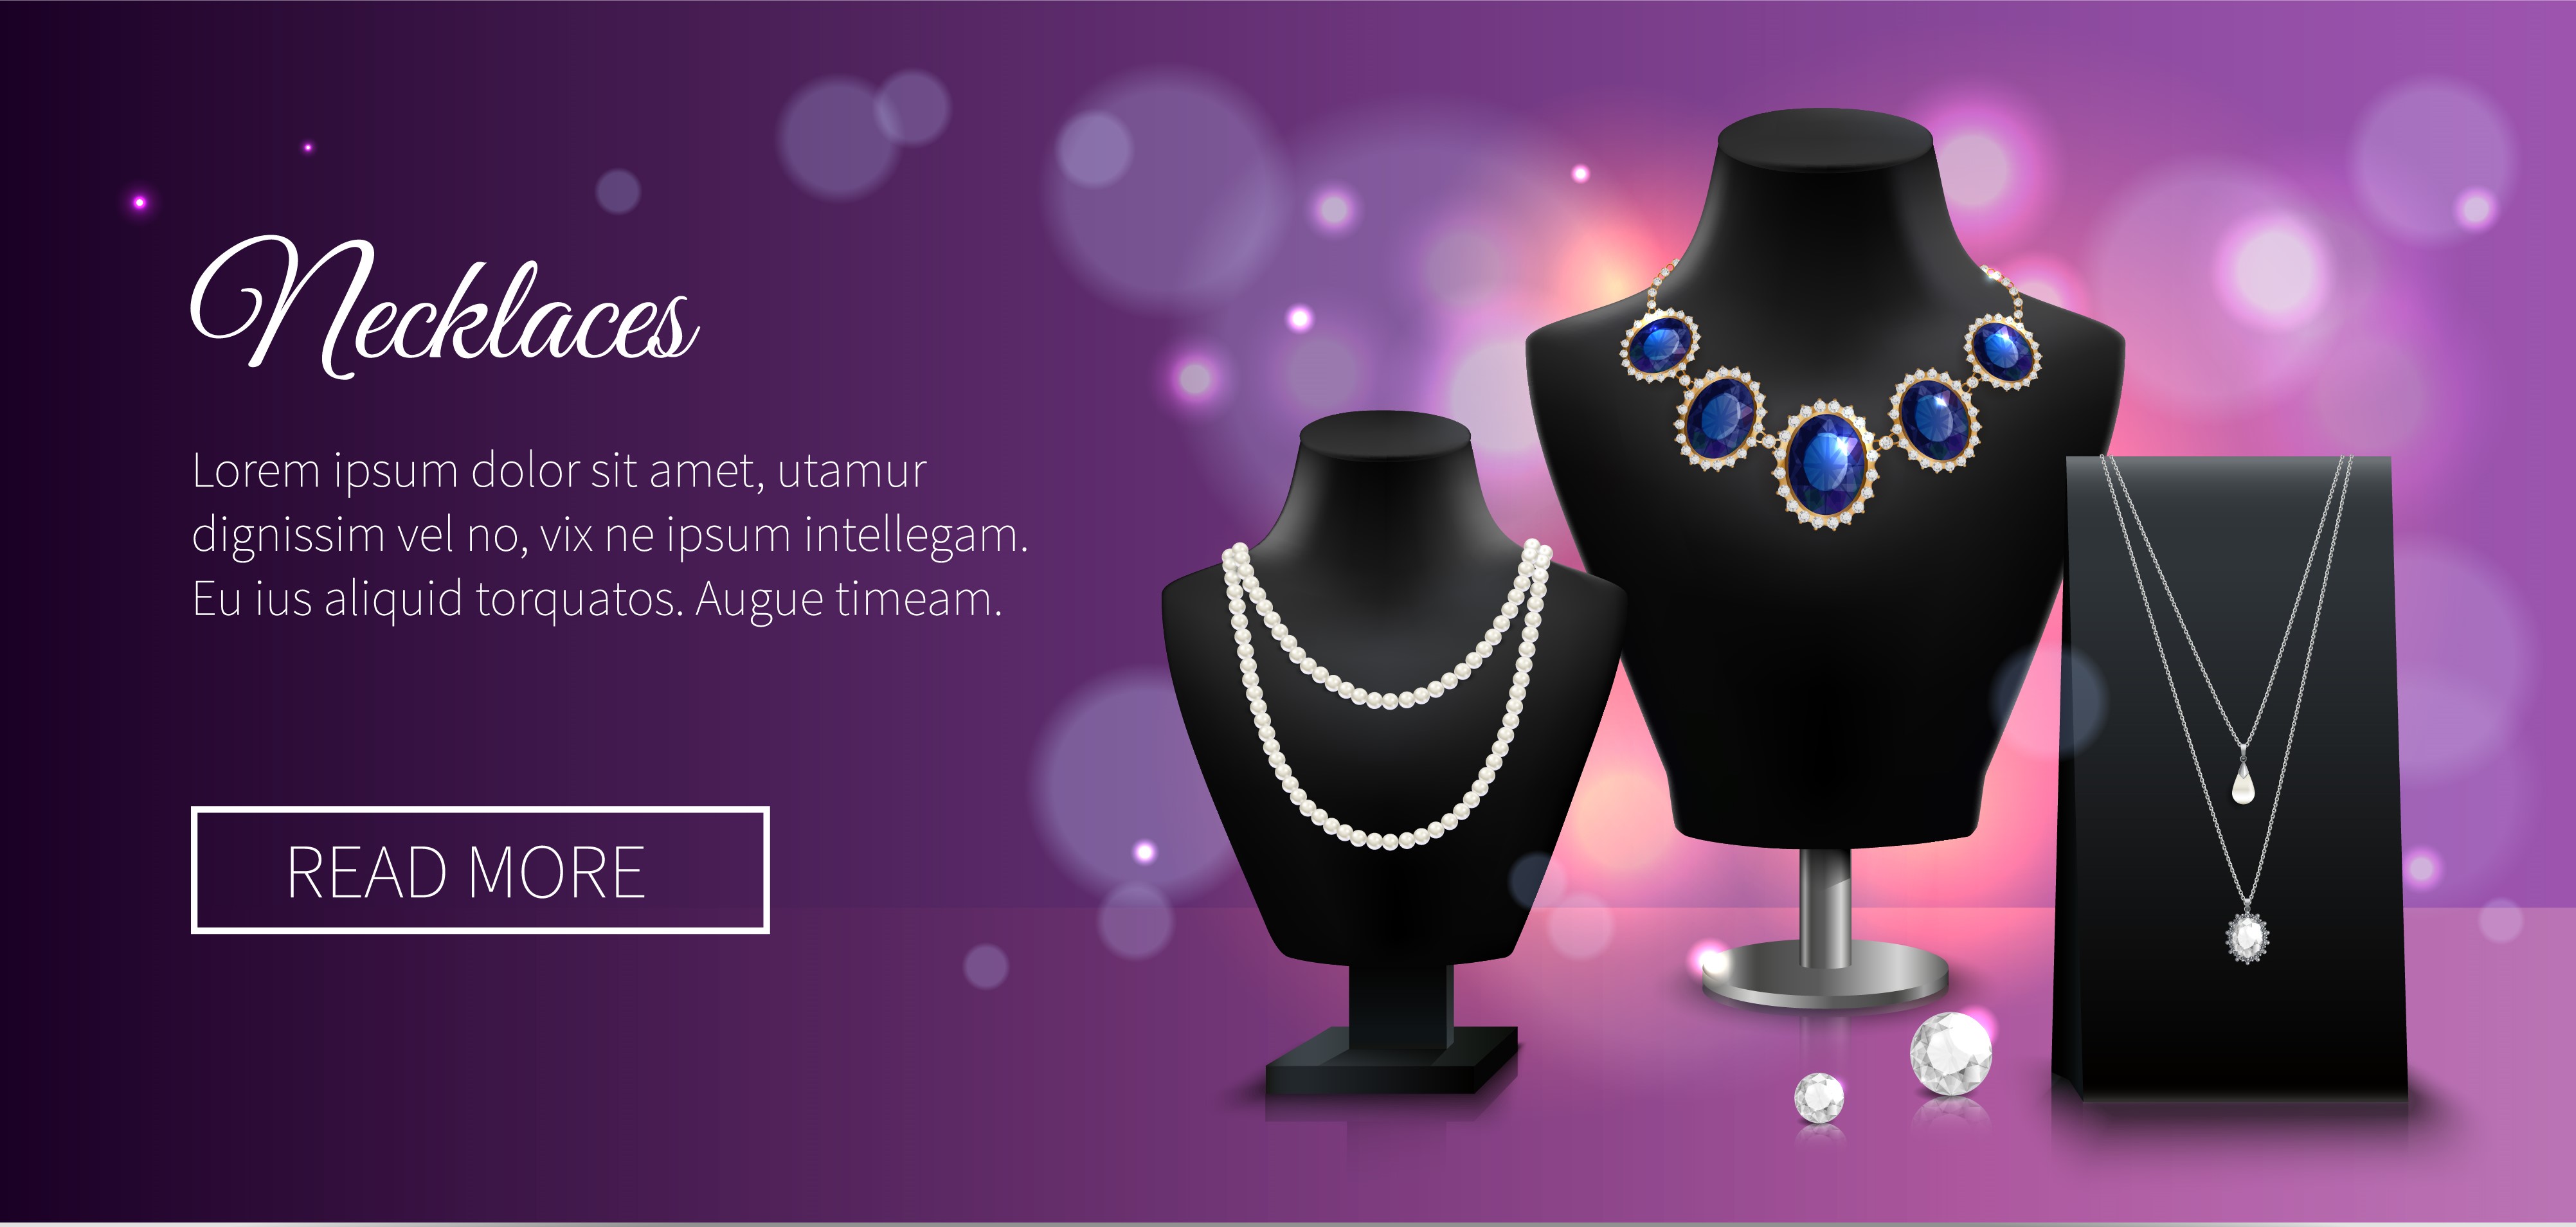 Necklaces
Lorem ipsum dolor sit amet, utamur
dignissim vel no, vix ne ipsum intellegam.
Eu ius aliquid torquatos. Augue timeam.
READ MORE